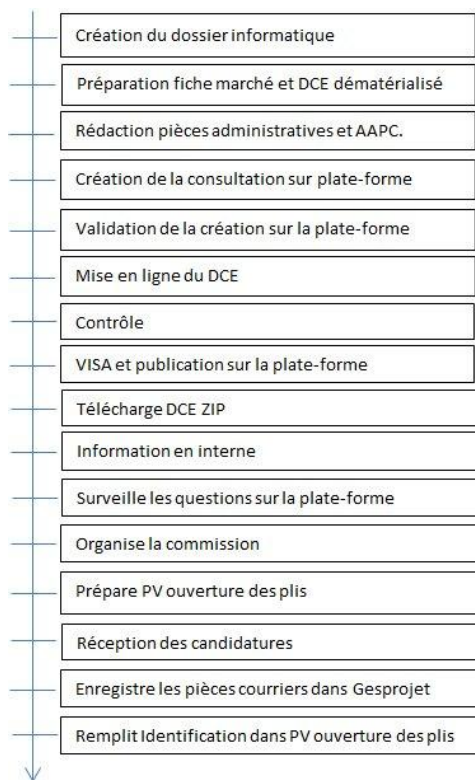 Création du dossier informatique
Préparation fiche marché et DCE dématérialisé
Rédaction pièces administratives et AAPC.
Création de la consultation sur plate-forme
Validation de la création sur la plate-forme
Mise en ligne du DCE
Contrôle
VISA et publication sur la plate-forme
Télécharge DCE ZIP
Information en interne
Surveille les questions sur la plate-forme
Organise la commission
Prépare PV ouverture des plis
Réception des candidatures
Enregistre les pièces courriers dans Gesprojet
Remplit Identification dans PV ouverture des plis